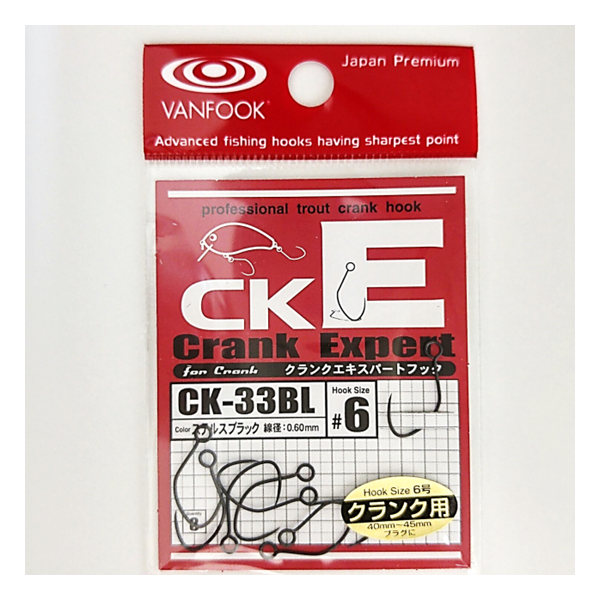 Japan Premium
VANFOOK®
Advanced fishing hooks having sharpest point
professional trout crank hook
CK E
Crank Expert
for Crank クランクエキスパートフック
CK-33BL
Hook Size
#6
Color ステルスブラック 線径:0.60mm
Quantity
8
Hook Size 6号
クランク用
40mm〜45mm
プラグに